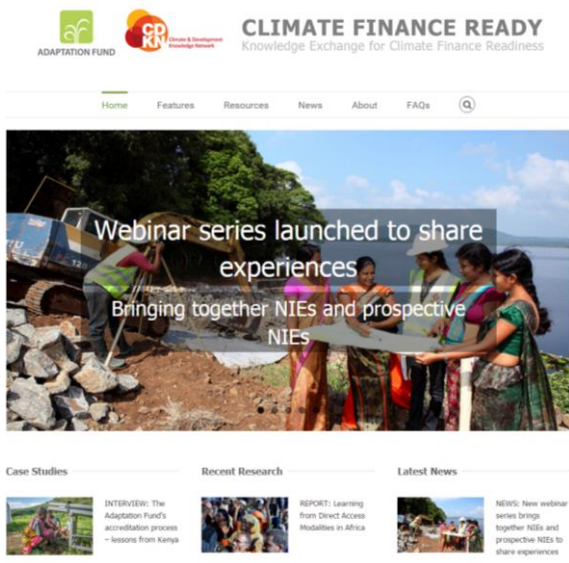 ADAPTATION FUND
CDKN
Climate & Development
Knowledge Network
CLIMATE FINANCE READY
Knowledge Exchange for Climate Finance Readiness
Home Features Resources News About FAQs
Webinar series launched to share
experiences
Bringing together NIEs and prospective
NIEs
Case Studies
INTERVIEW: The
Adaptation Fund's
accreditation process
– lessons from Kenya
Recent Research
REPORT: Learning
from Direct Access
Modalities in Africa
Latest News
NEWS: New webinar
series brings
together NIEs and
prospective NIEs to
share experiences